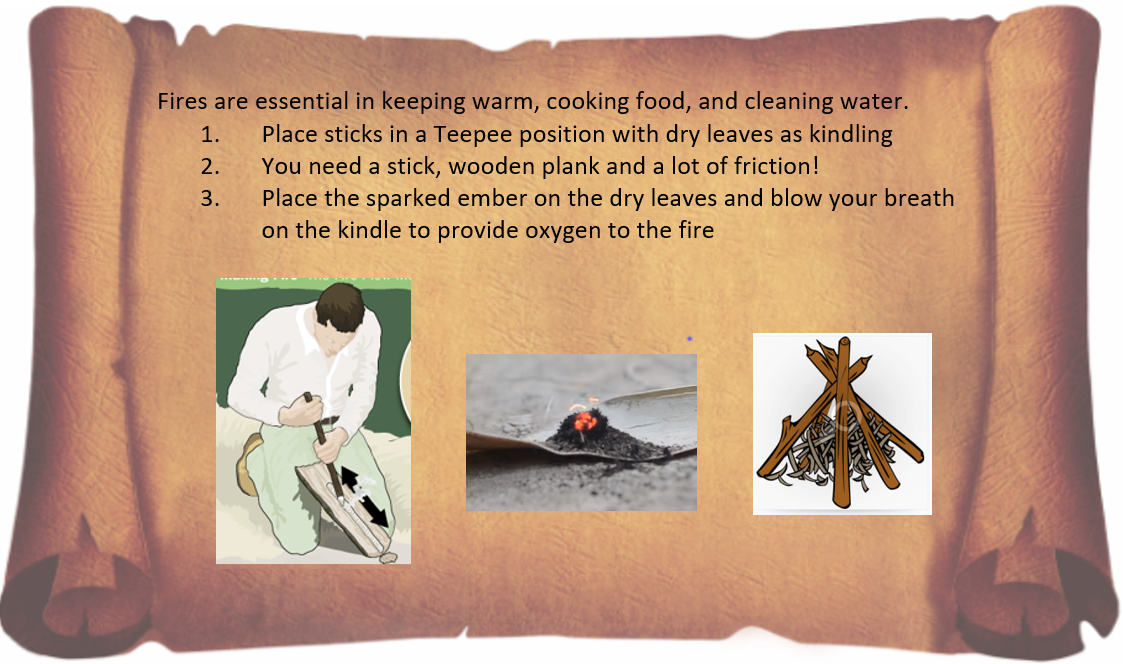 Fires are essential in keeping warm, cooking food, and cleaning water.
1. Place sticks in a Teepee position with dry leaves as kindling
2. You need a stick, wooden plank and a lot of friction!
3. Place the sparked ember on the dry leaves and blow your breath
on the kindle to provide oxygen to the fire